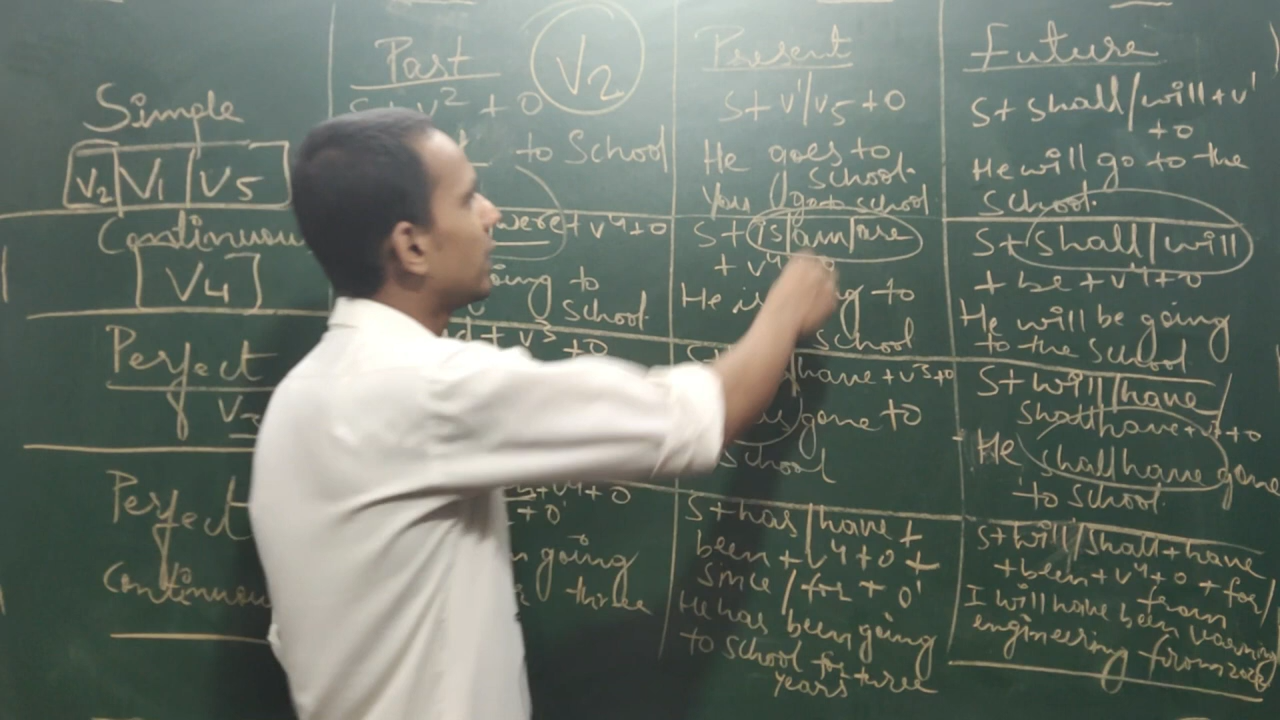 Simple
V2 | V1 | V5
Continuou
V4
Perfect
V3
Perfect
Continuou
Past
V2
S + V2 + O
to School
were + V4 + O
going to
School.
+ V3
+ O
+ V4 + O
+ O'
going
three
Present
S + V1/V5 + O
He goes to
School.
You go school
S + is/am/are
+ V4
He is to
School
have + V3 + O
gone to
School
S + has/have +
been + V4 + O +
since/for + O'
He has been going
to school for three
years
Future
S + shall/will + V1
+ O
He will go to the
School.
S + shall/will
+ be + V4 + O
He will be going
to the School
S + will/have/
Shall have + + O
He shall have gone
to School.
S + will/shall + have
+ been + V4 + O + for/
from
I will have been
engineering from